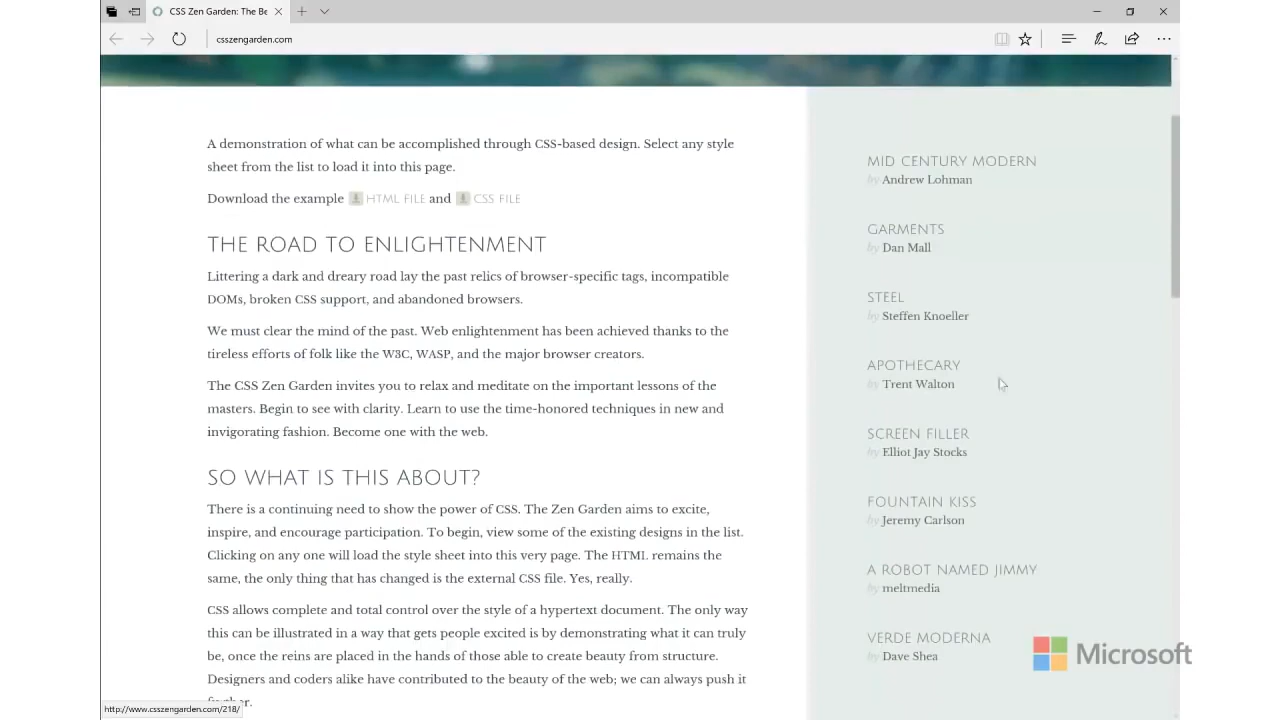 CSS Zen Garden: The Be
csszengarden.com
A demonstration of what can be accomplished through CSS-based design. Select any style
sheet from the list to load it into this page.
Download the example HTML FILE and CSS FILE
THE ROAD TO ENLIGHTENMENT
Littering a dark and dreary road lay the past relics of browser-specific tags, incompatible
DOMs, broken CSS support, and abandoned browsers.
We must clear the mind of the past. Web enlightenment has been achieved thanks to the
tireless efforts of folk like the W3C, WASP, and the major browser creators.
The CSS Zen Garden invites you to relax and meditate on the important lessons of the
masters. Begin to see with clarity. Learn to use the time-honored techniques in new and
invigorating fashion. Become one with the web.
SO WHAT IS THIS ABOUT?
There is a continuing need to show the power of CSS. The Zen Garden aims to excite,
inspire, and encourage participation. To begin, view some of the existing designs in the list.
Clicking on any one will load the style sheet into this very page. The HTML remains the
same, the only thing that has changed is the external CSS file. Yes, really.
CSS allows complete and total control over the style of a hypertext document. The only way
this can be illustrated in a way that gets people excited is by demonstrating what it can truly
be, once the reins are placed in the hands of those able to create beauty from structure.
Designers and coders alike have contributed to the beauty of the web; we can always push it
http://www.csszengarden.com/218/
MID CENTURY MODERN
by Andrew Lohman
GARMENTS
by Dan Mall
STEEL
by Steffen Knoeller
APOTHECARY
by Trent Walton
SCREEN FILLER
by Elliot Jay Stocks
FOUNTAIN KISS
by Jeremy Carlson
A ROBOT NAMED JIMMY
by meltmedia
VERDE MODERNA
by Dave Shea
Microsoft